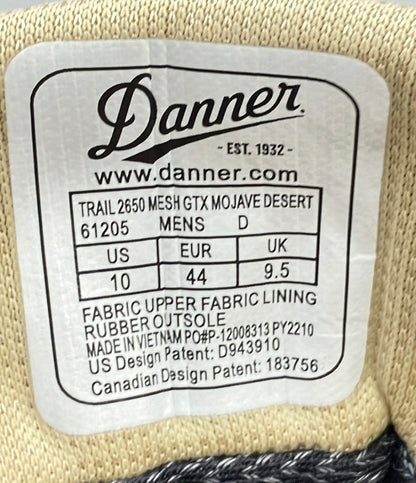 Danner
- EST. 1932 -
www.danner.com
TRAIL 2650 MESH GTX MOJAVE DESERT
61205 MENS D
US EUR UK
10 44 9.5
FABRIC UPPER FABRIC LINING
RUBBER OUTSOLE
MADE IN VIETNAM PO#P-12008313 PY2210
US Design Patent: D943910
Canadian Design Patent: 183756